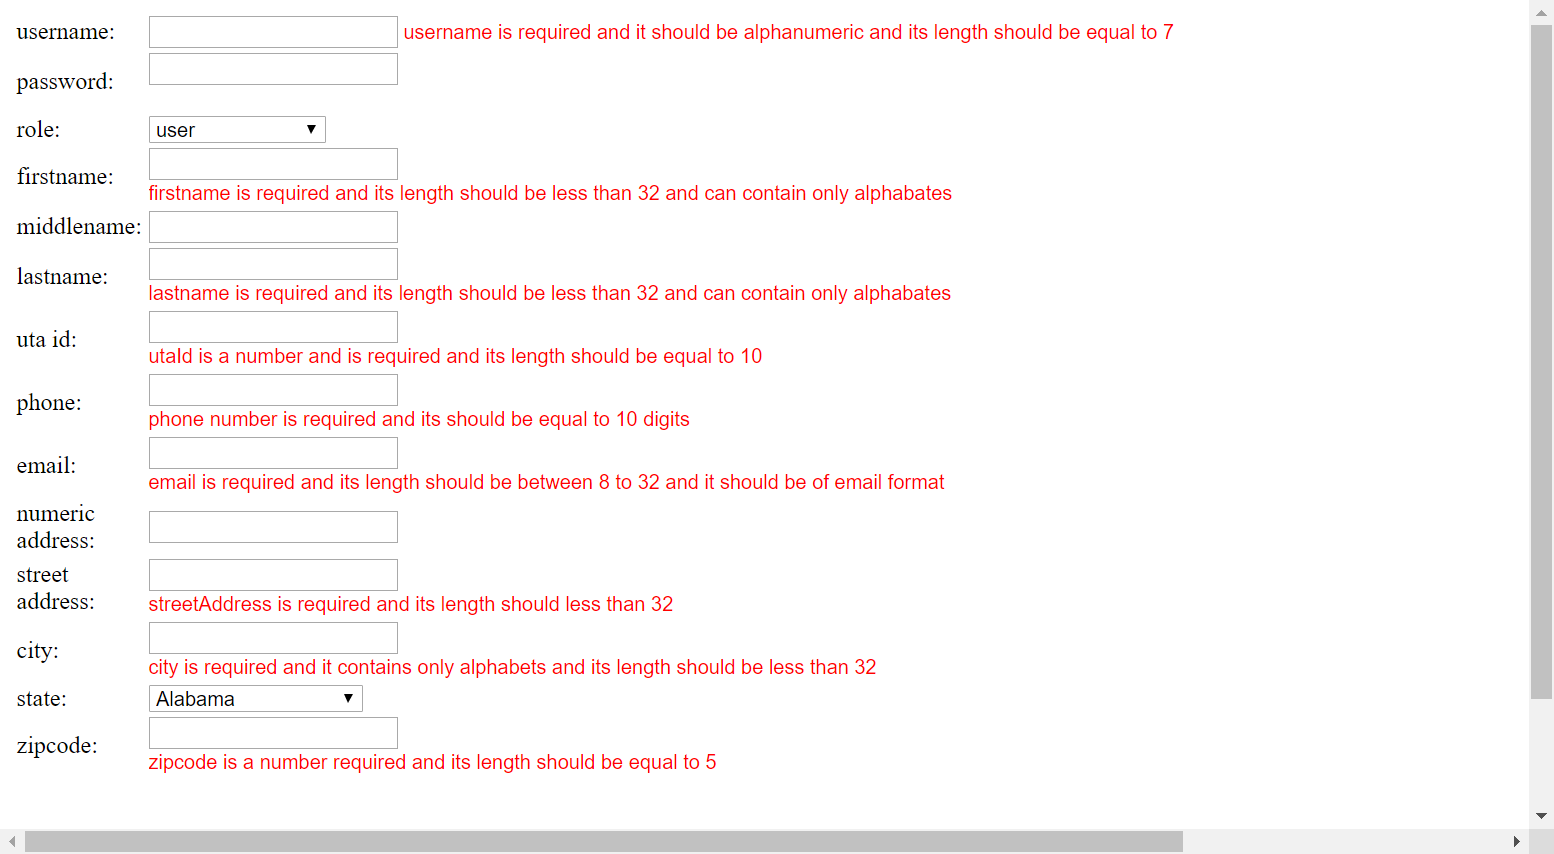 username: username is required and it should be alphanumeric and its length should be equal to 7
password:
role: user
firstname:
firstname is required and its length should be less than 32 and can contain only alphabates
middlename:
lastname:
lastname is required and its length should be less than 32 and can contain only alphabates
uta id:
utaId is a number and is required and its length should be equal to 10
phone:
phone number is required and its should be equal to 10 digits
email:
email is required and its length should be between 8 to 32 and it should be of email format
numeric
address:
street
address:
streetAddress is required and its length should less than 32
city:
city is required and it contains only alphabets and its length should be less than 32
state: Alabama
zipcode:
zipcode is a number required and its length should be equal to 5